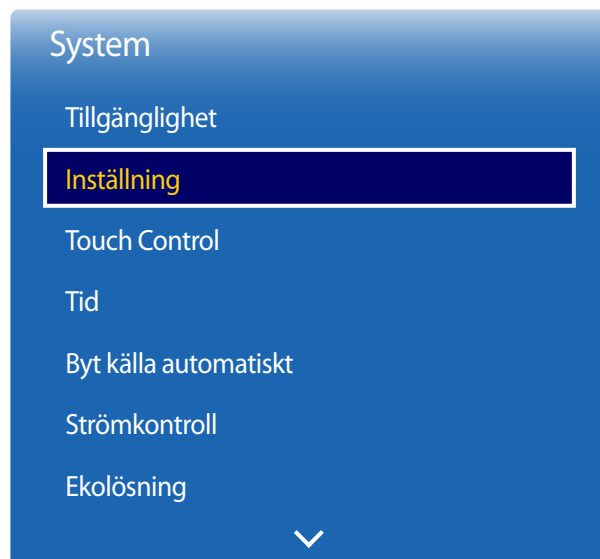 System
Tillgänglighet
Inställning
Touch Control
Tid
Byt källa automatiskt
Strömkontroll
Ekolösning